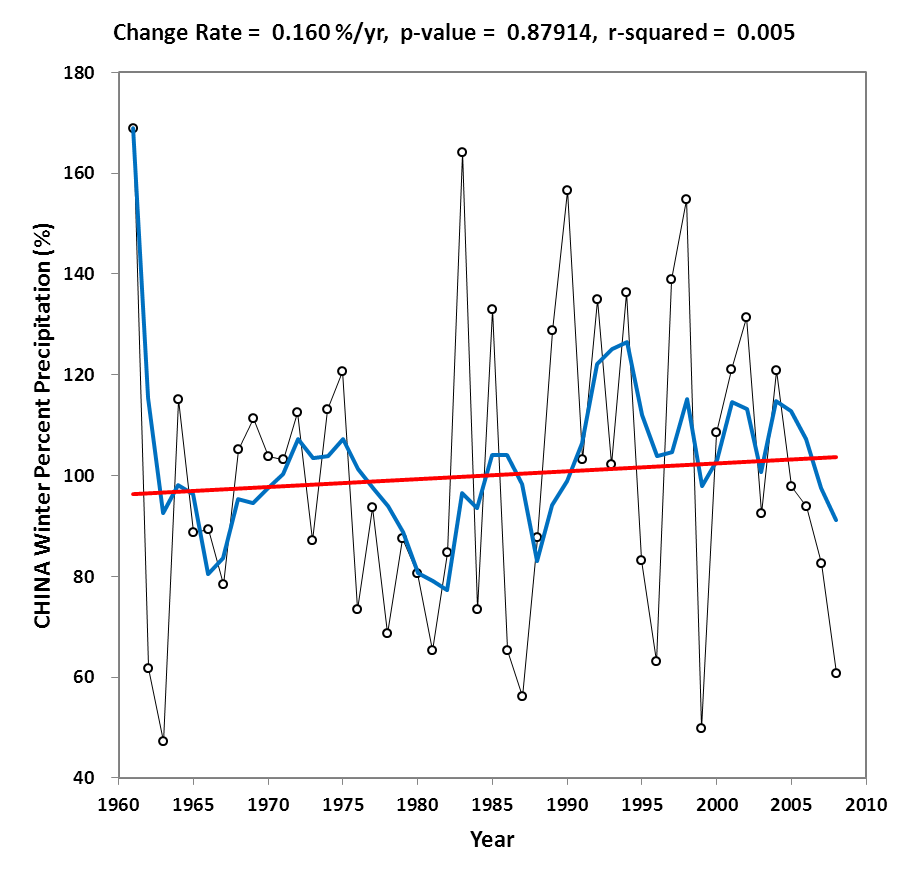 Change Rate = 0.160 %/yr, p-value = 0.87914, r-squared = 0.005
CHINA Winter Percent Precipitation (%)
180
160
140
120
100
80
60
40
1960 1965 1970 1975 1980 1985 1990 1995 2000 2005 2010
Year